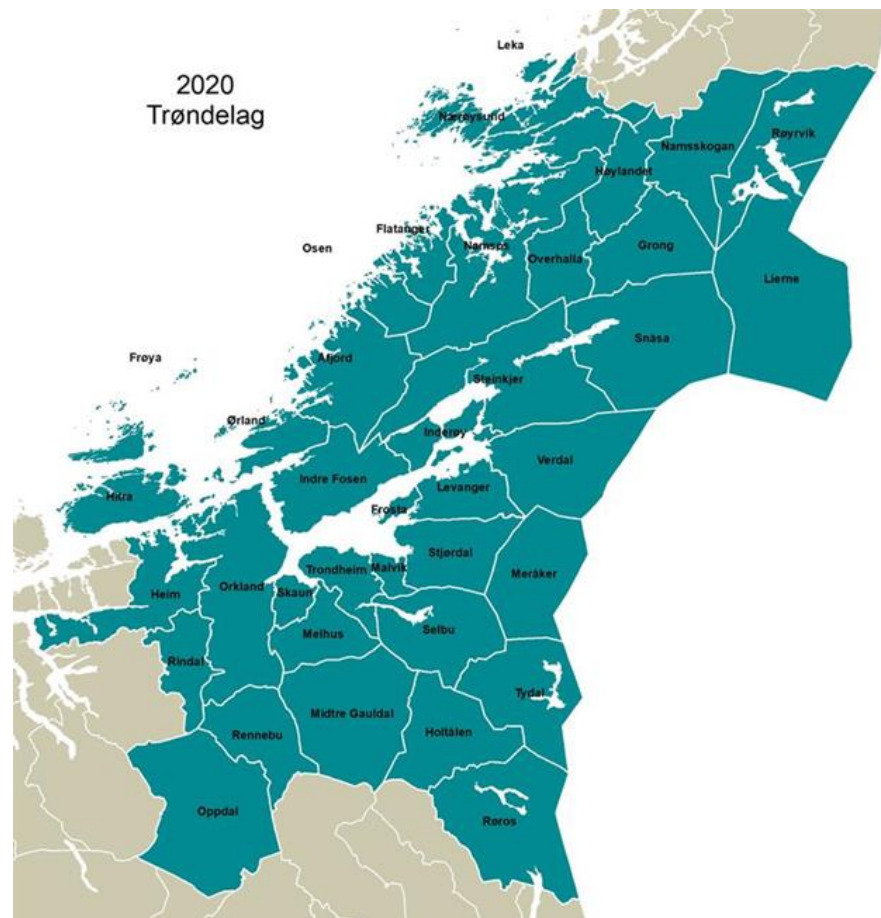 2020
Trøndelag
Leka
Nærøysund
Røyrvik
Namsskogan
Høylandet
Flatanger
Osen
Namsos
Overhalla
Grong
Lierne
Snåsa
Frøya
Åfjord
Steinkjer
Ørland
Inderøy
Verdal
Indre Fosen
Levanger
Hitra
Frosta
Stjørdal
Trondheim
Malvik
Meråker
Heim
Orkland
Skaun
Melhus
Selbu
Rindal
Tydal
Midtre Gauldal
Rennebu
Holtålen
Oppdal
Røros